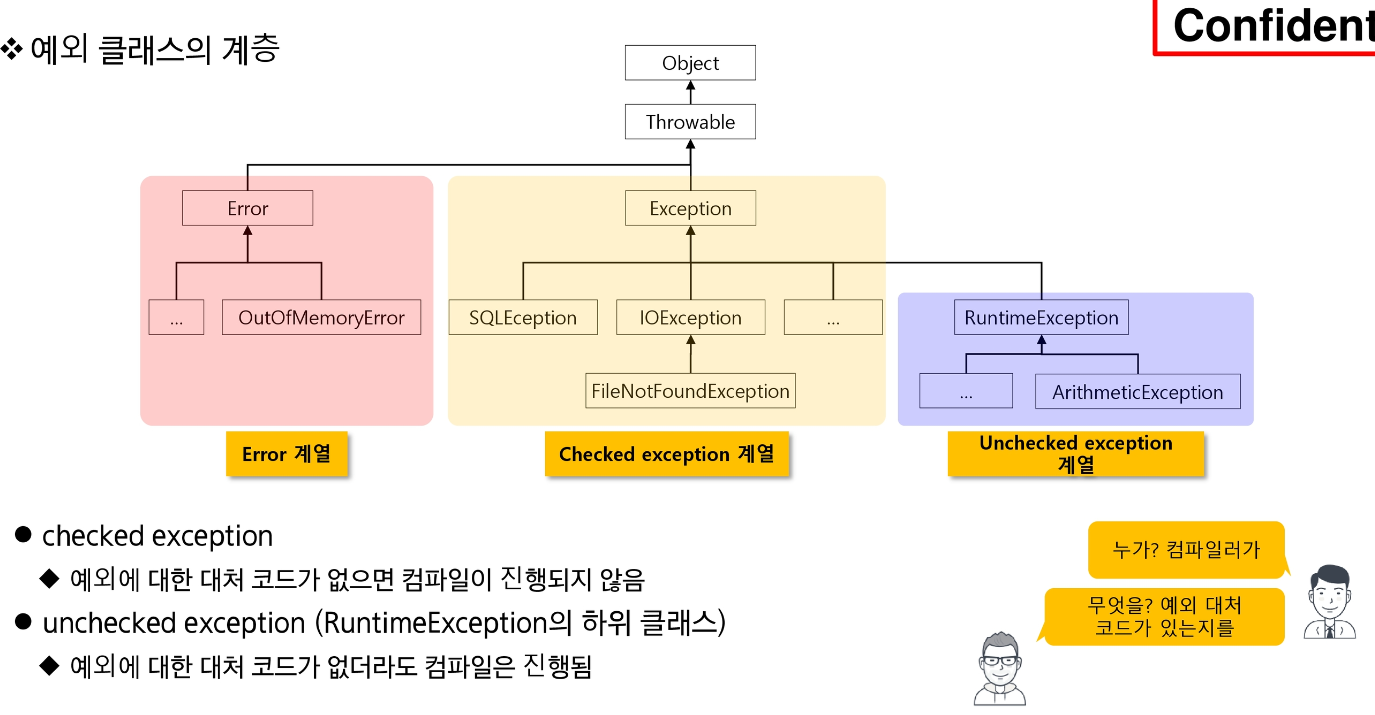 Confident
❖ 예외 클래스의 계층
Object
Throwable
Error
Exception
...
OutOfMemoryError
SQLEception
IOException
...
RuntimeException
FileNotFoundException
...
ArithmeticException
Error 계열
Checked exception 계열
Unchecked exception
계열
● checked exception
◆ 예외에 대한 대처 코드가 없으면 컴파일이 진행되지 않음
● unchecked exception (RuntimeException의 하위 클래스)
◆ 예외에 대한 대처 코드가 없더라도 컴파일은 진행됨
누가? 컴파일러가
무엇을? 예외 대처
코드가 있는지를